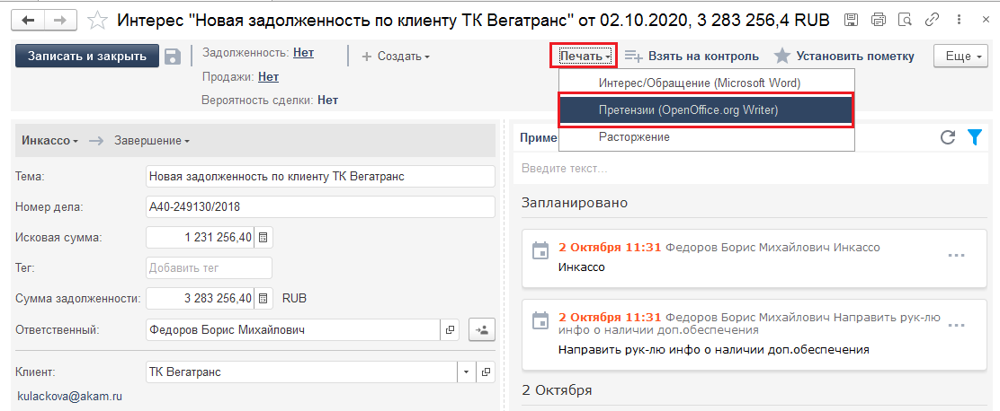 Интерес "Новая задолженность по клиенту ТК Вегатранс" от 02.10.2020, 3 283 256,4 RUB
Записать и закрыть
Задолженность: Нет
Продажи: Нет
Вероятность сделки: Нет
+ Создать
Печать
Взять на контроль
Установить пометку
Еще
Интерес/Обращение (Microsoft Word)
Претензии (OpenOffice.org Writer)
Расторжение
Инкассо
Завершение
Тема: Новая задолженность по клиенту ТК Вегатранс
Номер дела: А40-249130/2018
Исковая сумма: 1 231 256,40
Тег: Добавить тег
Сумма задолженности: 3 283 256,40 RUB
Ответственный: Федоров Борис Михайлович
Клиент: ТК Вегатранс
kulackova@akam.ru
Приме
Введите текст...
Запланировано
2 Октября 11:31 Федоров Борис Михайлович Инкассо
Инкассо
2 Октября 11:31 Федоров Борис Михайлович Направить рук-лю
инфо о наличии доп.обеспечения
Направить рук-лю инфо о наличии доп.обеспечения
2 Октября